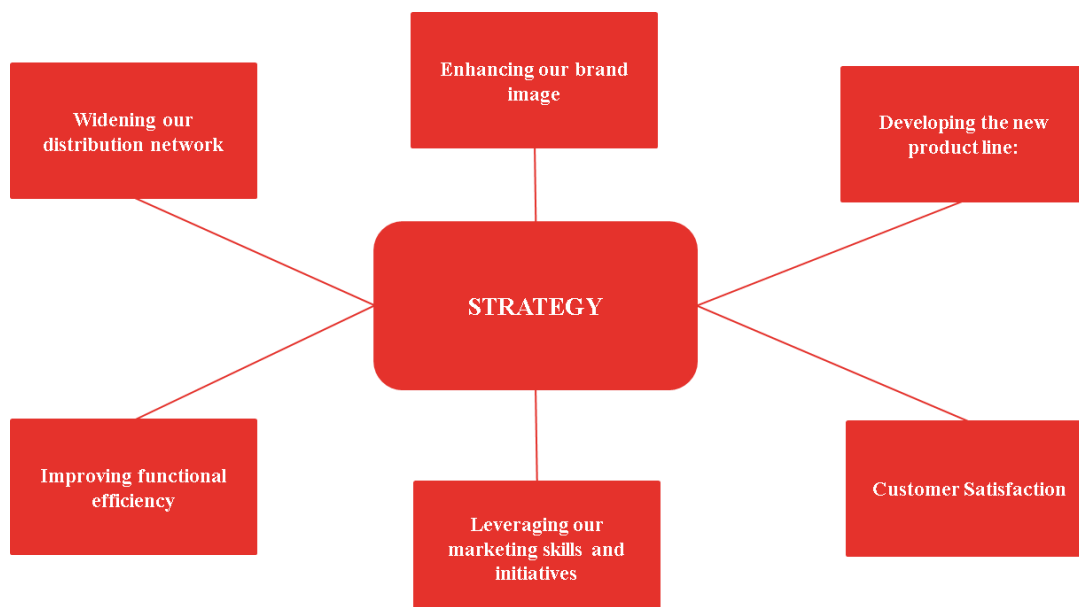 Enhancing our brand
image
Widening our
distribution network
Developing the new
product line:
STRATEGY
Improving functional
efficiency
Leveraging our
marketing skills and
initiatives
Customer Satisfaction